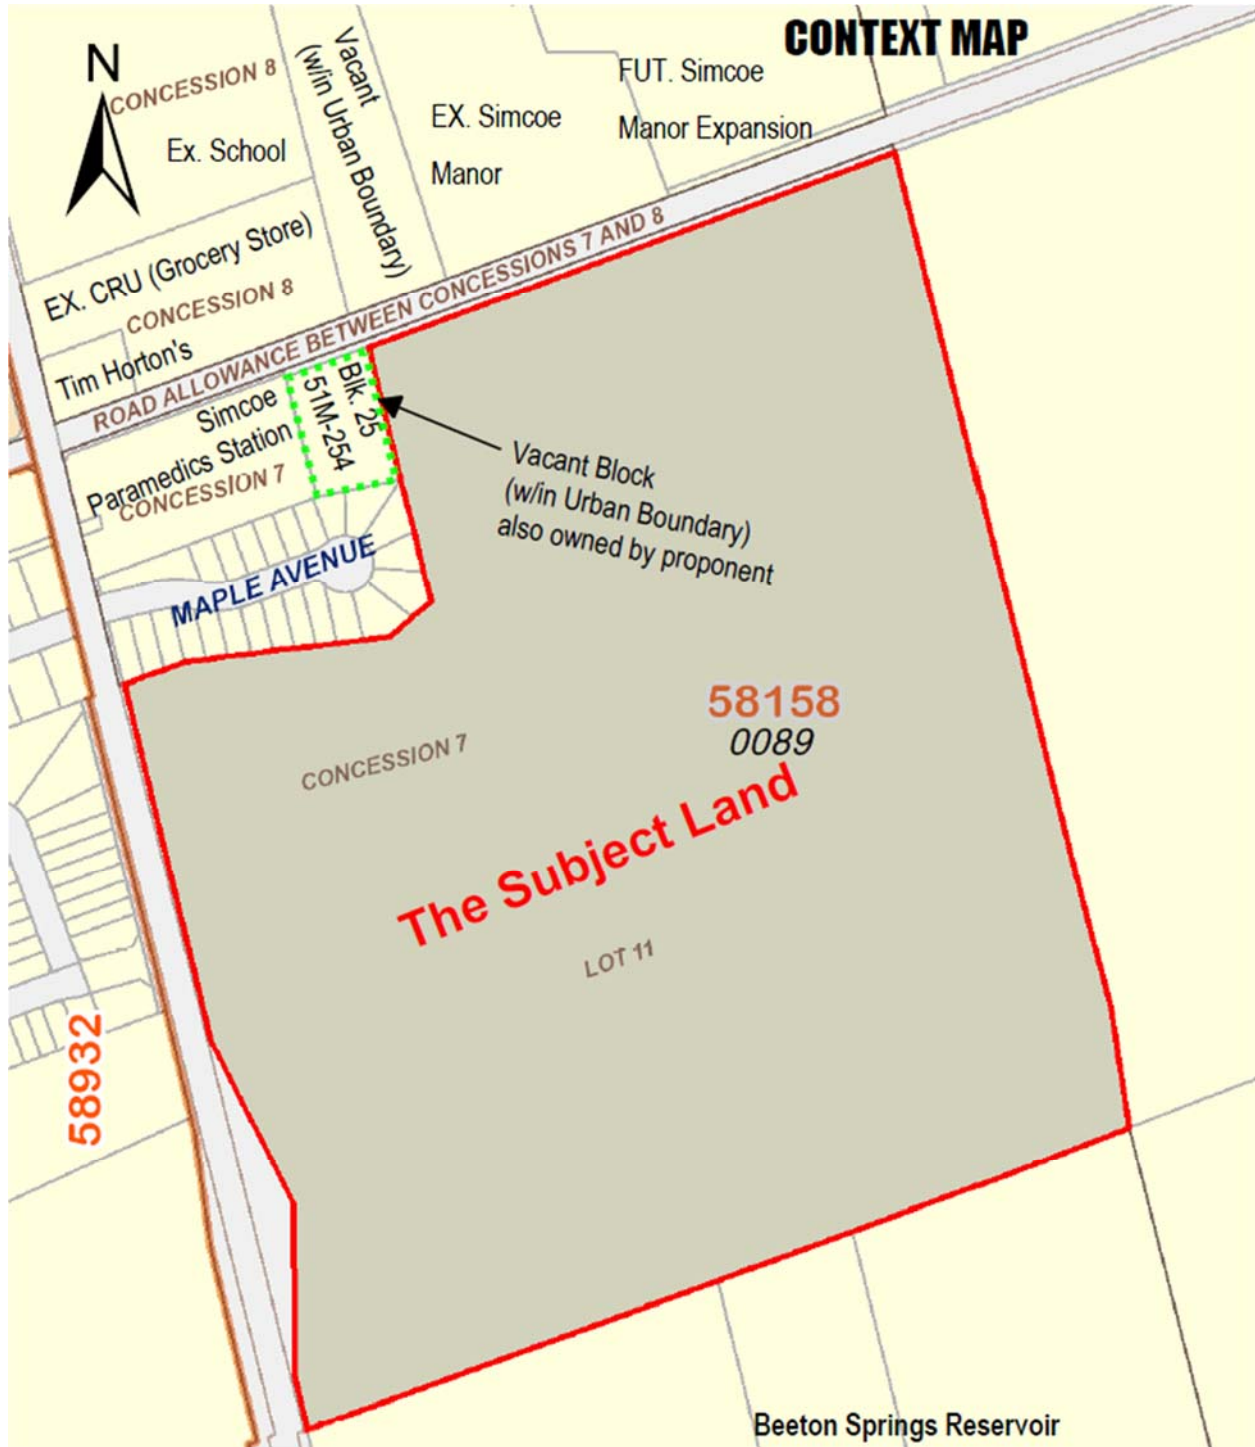 CONTEXT MAP
N
CONCESSION 8
Ex. School
Vacant
(w/in Urban Boundary)
EX. Simcoe
Manor
FUT. Simcoe
Manor Expansion
EX. CRU (Grocery Store)
CONCESSION 8
Tim Horton's
ROAD ALLOWANCE BETWEEN CONCESSIONS 7 AND 8
Simcoe
Paramedics Station
CONCESSION 7
Blk. 25
51M-254
Vacant Block
(w/in Urban Boundary)
also owned by proponent
MAPLE AVENUE
58158
0089
CONCESSION 7
The Subject Land
LOT 11
58932
Beeton Springs Reservoir